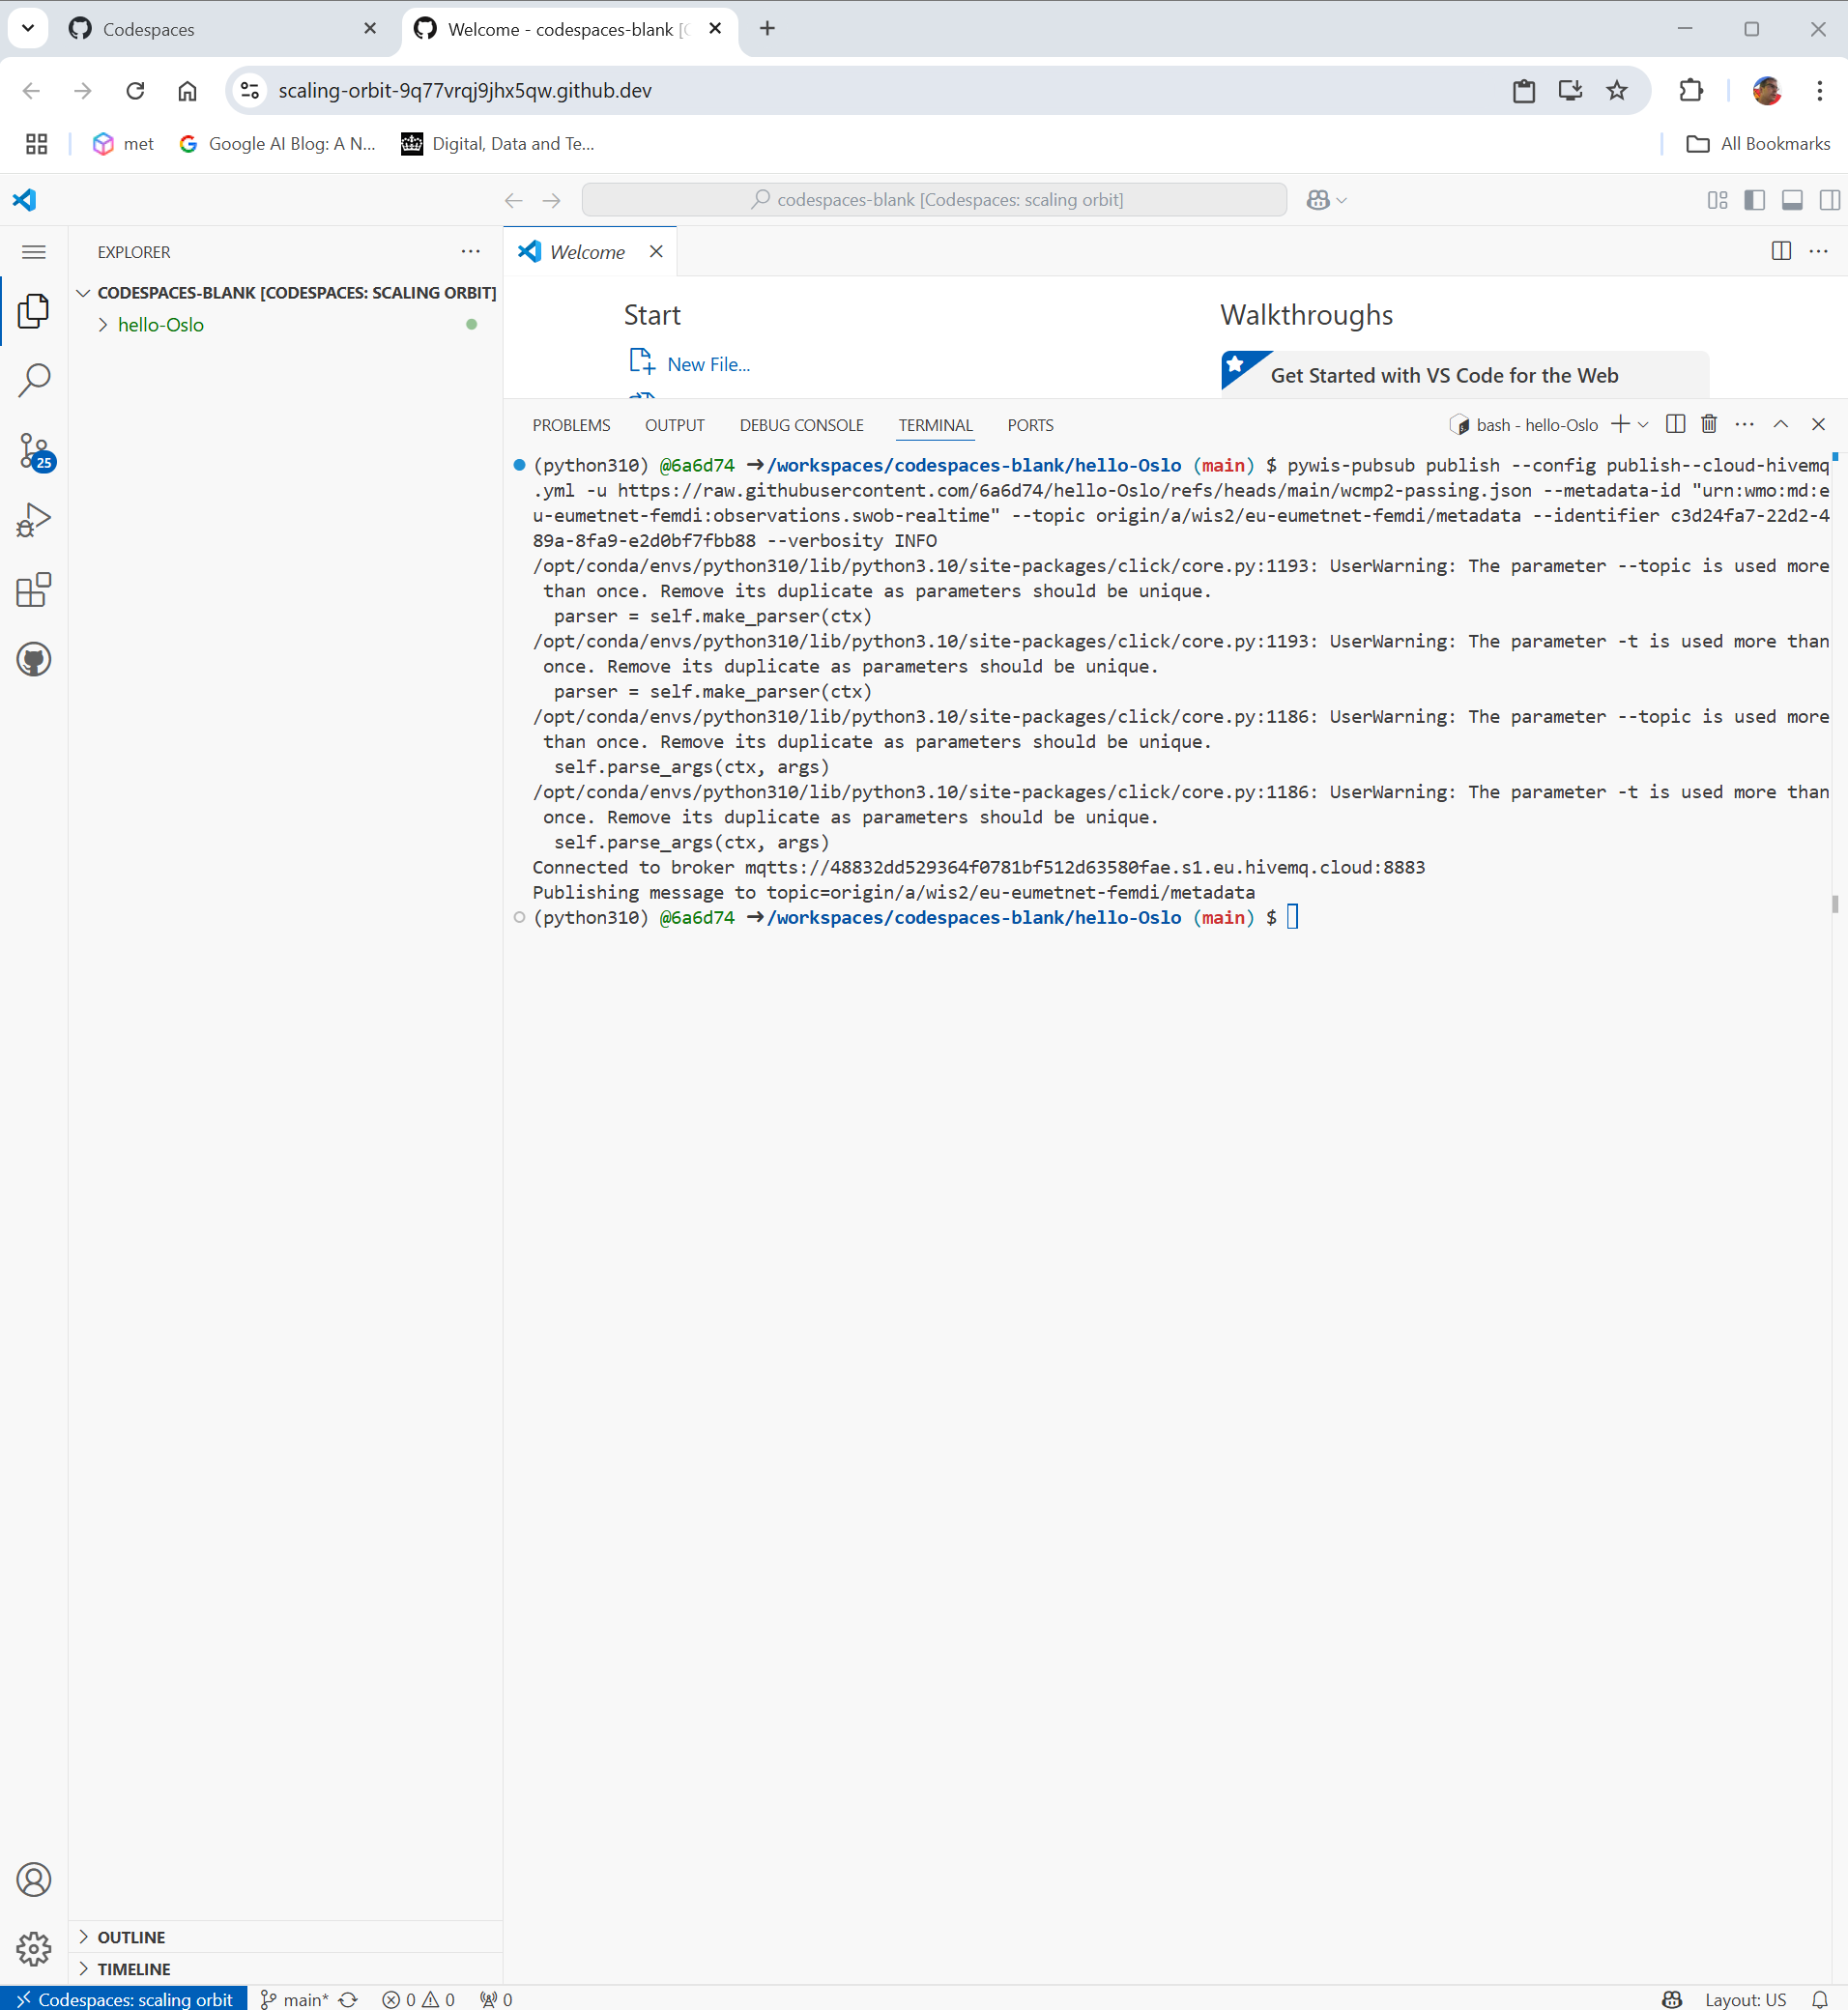 Codespaces
Welcome - codespaces-blank [
scaling-orbit-9q77vrqj9jhx5qw.github.dev
met
Google AI Blog: A N...
Digital, Data and Te...
All Bookmarks
codespaces-blank [Codespaces: scaling orbit]
EXPLORER
CODESPACES-BLANK [CODESPACES: SCALING ORBIT]
hello-Oslo
25
Welcome
Start
New File...
Walkthroughs
Get Started with VS Code for the Web
PROBLEMS OUTPUT DEBUG CONSOLE TERMINAL PORTS
bash - hello-Oslo
(python310) @6a6d74 ➜/workspaces/codespaces-blank/hello-Oslo (main) $ pywis-pubsub publish --config publish--cloud-hivemq
.yml -u https://raw.githubusercontent.com/6a6d74/hello-Oslo/refs/heads/main/wcmp2-passing.json --metadata-id "urn:wmo:md:e
u-eumetnet-femdi:observations.swob-realtime" --topic origin/a/wis2/eu-eumetnet-femdi/metadata --identifier c3d24fa7-22d2-4
89a-8fa9-e2d0bf7fbb88 --verbosity INFO
/opt/conda/envs/python310/lib/python3.10/site-packages/click/core.py:1193: UserWarning: The parameter --topic is used more
than once. Remove its duplicate as parameters should be unique.
parser = self.make_parser(ctx)
/opt/conda/envs/python310/lib/python3.10/site-packages/click/core.py:1193: UserWarning: The parameter -t is used more than
once. Remove its duplicate as parameters should be unique.
parser = self.make_parser(ctx)
/opt/conda/envs/python310/lib/python3.10/site-packages/click/core.py:1186: UserWarning: The parameter --topic is used more
than once. Remove its duplicate as parameters should be unique.
self.parse_args(ctx, args)
/opt/conda/envs/python310/lib/python3.10/site-packages/click/core.py:1186: UserWarning: The parameter -t is used more than
once. Remove its duplicate as parameters should be unique.
self.parse_args(ctx, args)
Connected to broker mqtts://48832dd529364f0781bf512d63580fae.s1.eu.hivemq.cloud:8883
Publishing message to topic=origin/a/wis2/eu-eumetnet-femdi/metadata
(python310) @6a6d74 ➜/workspaces/codespaces-blank/hello-Oslo (main) $
OUTLINE
TIMELINE
Codespaces: scaling orbit main* 0 0 0 Layout: US